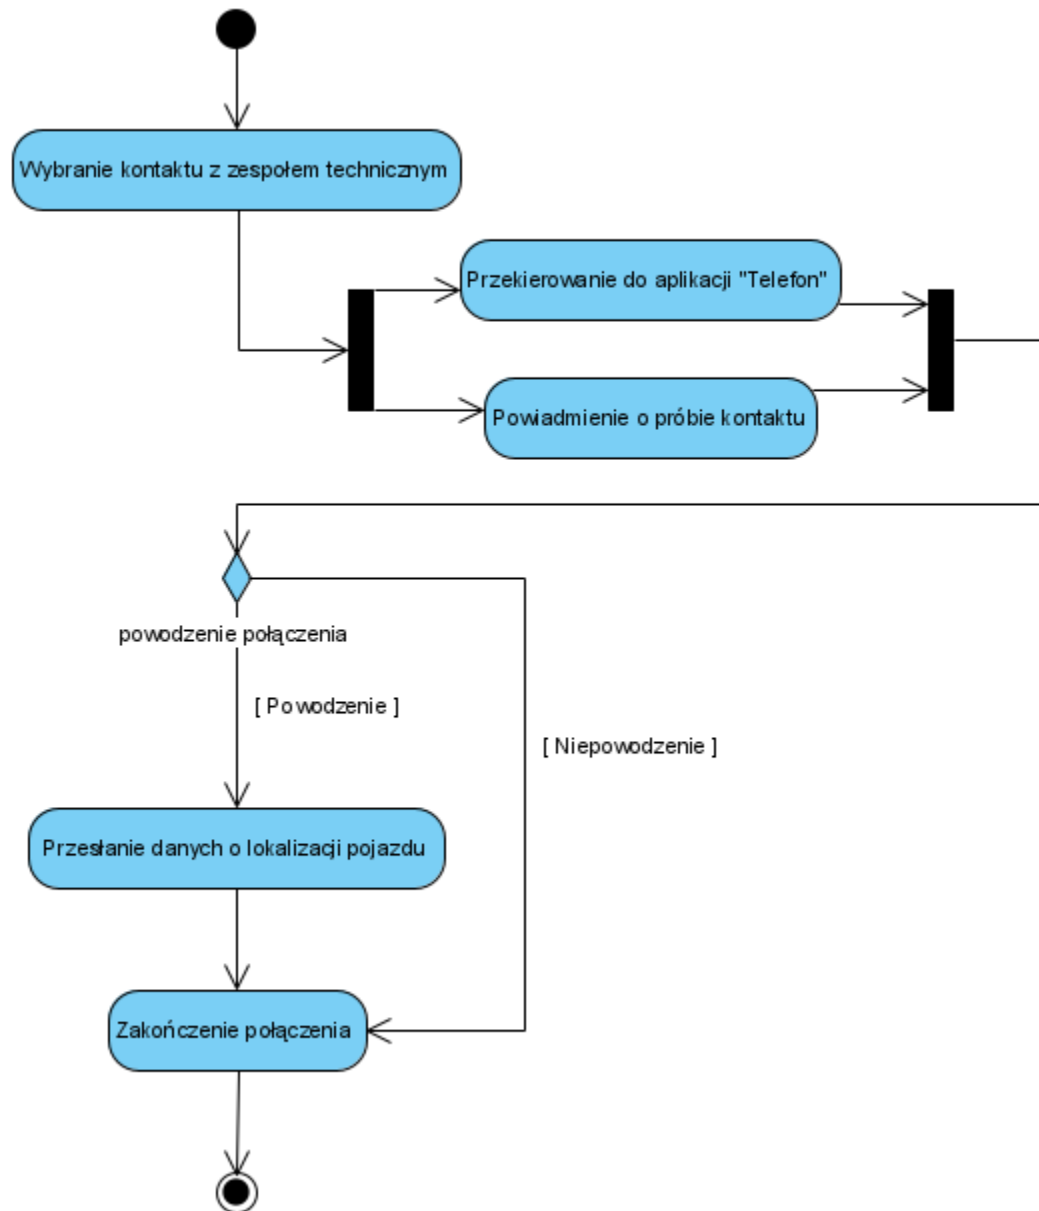 Wybranie kontaktu z zespołem technicznym
Przekierowanie do aplikacji "Telefon"
Powiadmienie o próbie kontaktu
powodzenie połączenia
[ Powodzenie ]
[ Niepowodzenie ]
Przesłanie danych o lokalizacji pojazdu
Zakończenie połączenia